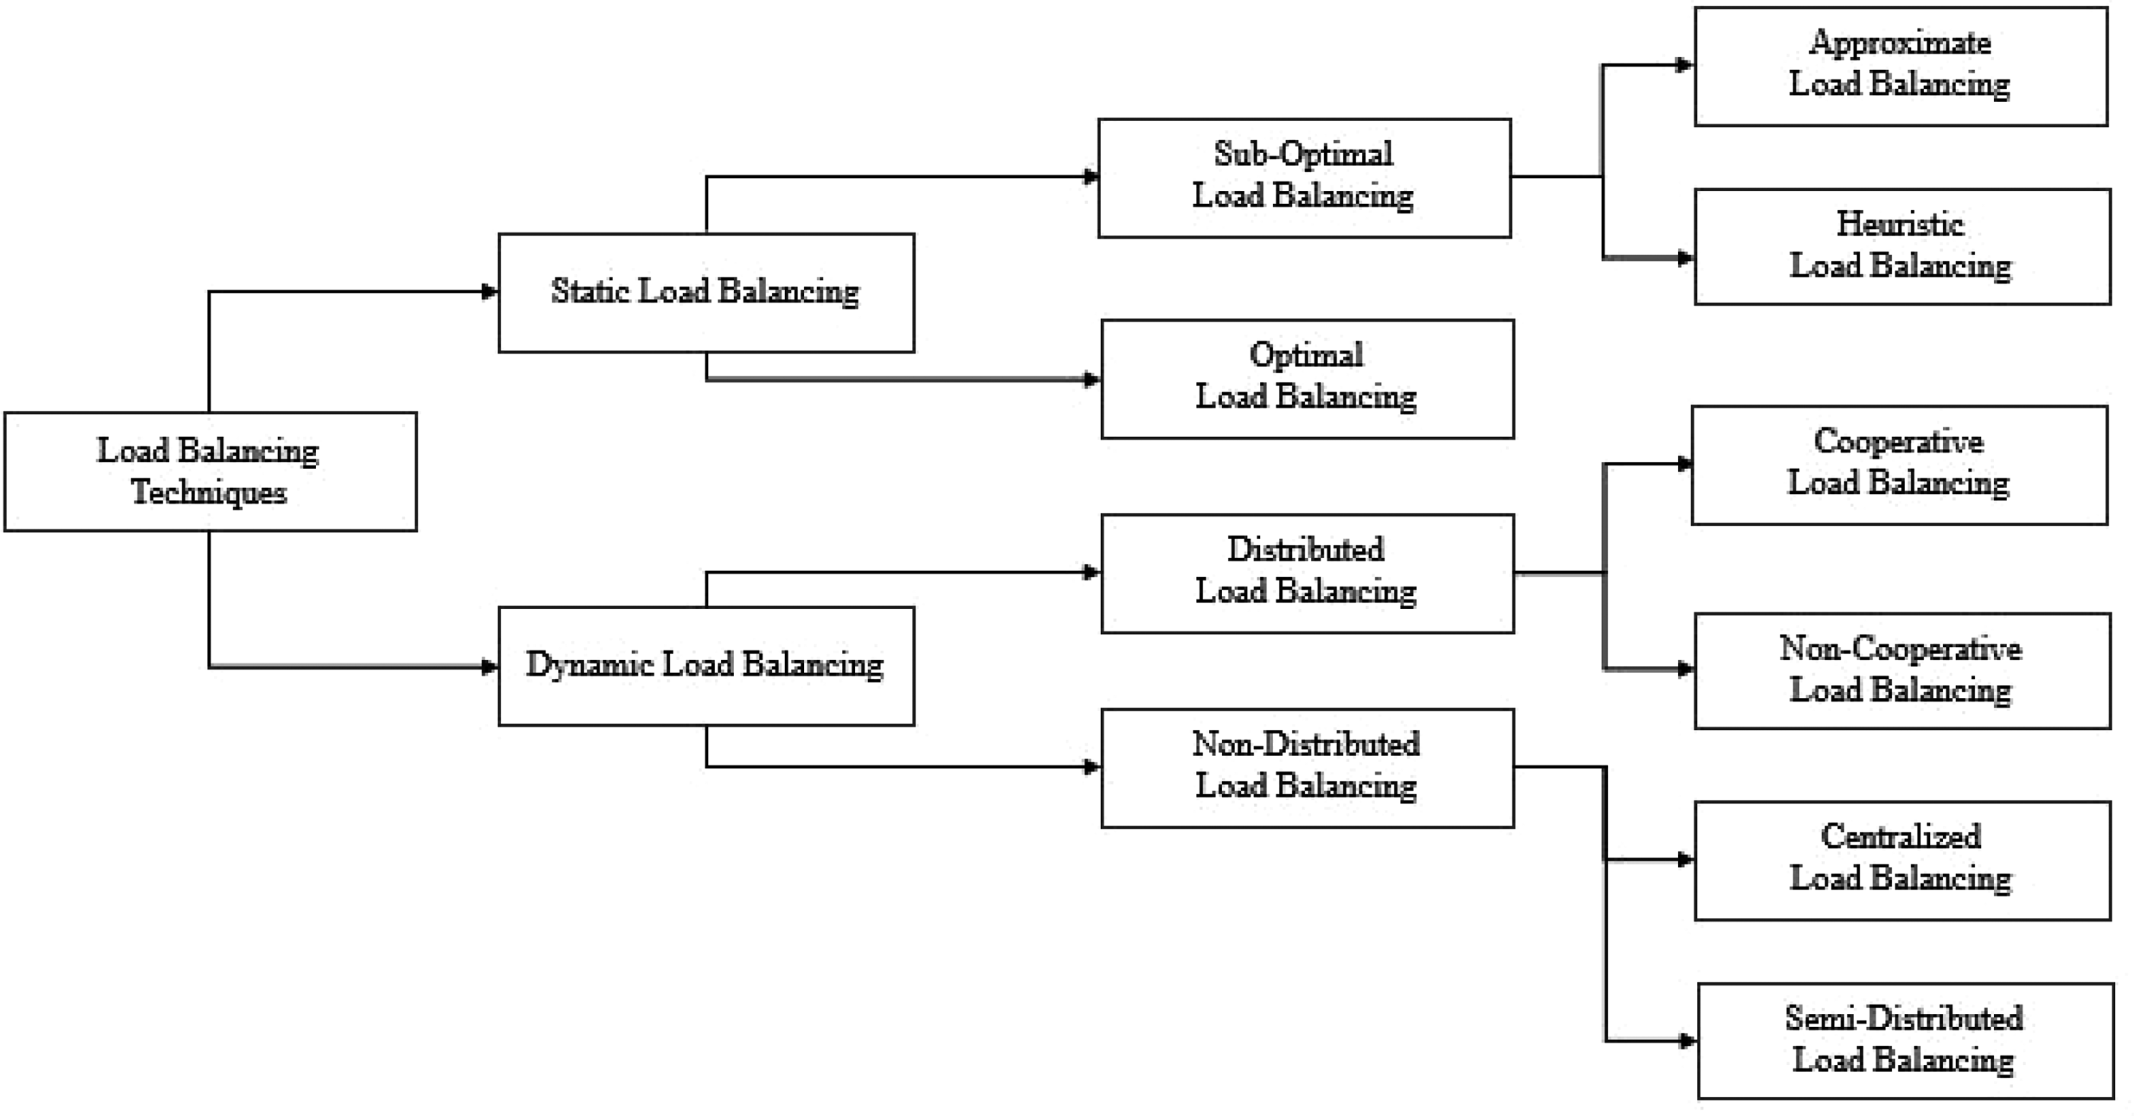 Approximate
Load Balancing
Sub-Optimal
Load Balancing
Heuristic
Load Balancing
Static Load Balancing
Optimal
Load Balancing
Load Balancing
Techniques
Cooperative
Load Balancing
Distributed
Load Balancing
Dynamic Load Balancing
Non-Cooperative
Load Balancing
Non-Distributed
Load Balancing
Centralized
Load Balancing
Semi-Distributed
Load Balancing